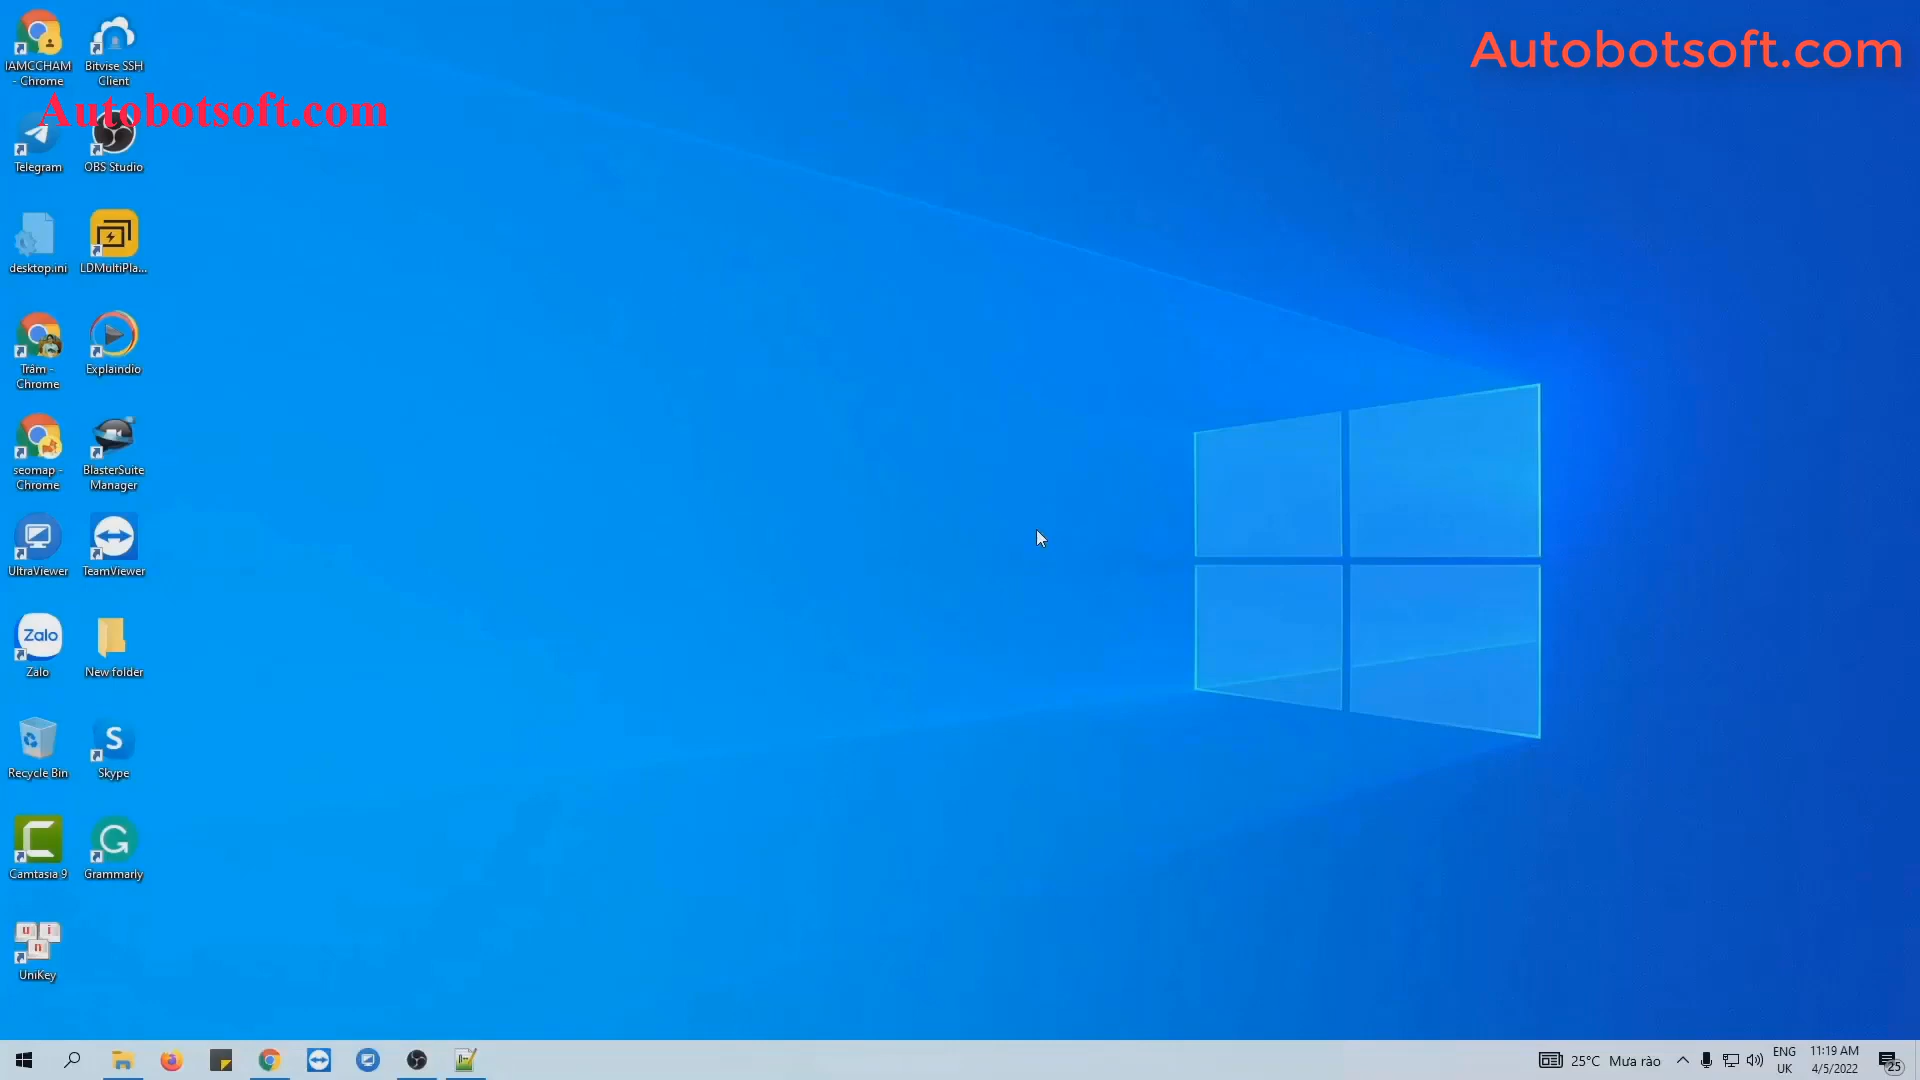 Autobotsoft.com
IAMCCHAM
- Chrome
Bitvise SSH
Client
Autobotsoft.com
Telegram
OBS Studio
desktop.ini
LDMultiPla...
Trâm -
Chrome
Explaindio
seomap -
Chrome
BlasterSuite
Manager
UltraViewer
TeamViewer
Zalo
Zalo
New folder
Recycle Bin
S
Skype
Camtasia 9
G
Grammarly
u i
n
UniKey
25°C Mưa rào
ENG
UK
11:19 AM
4/5/2022
25